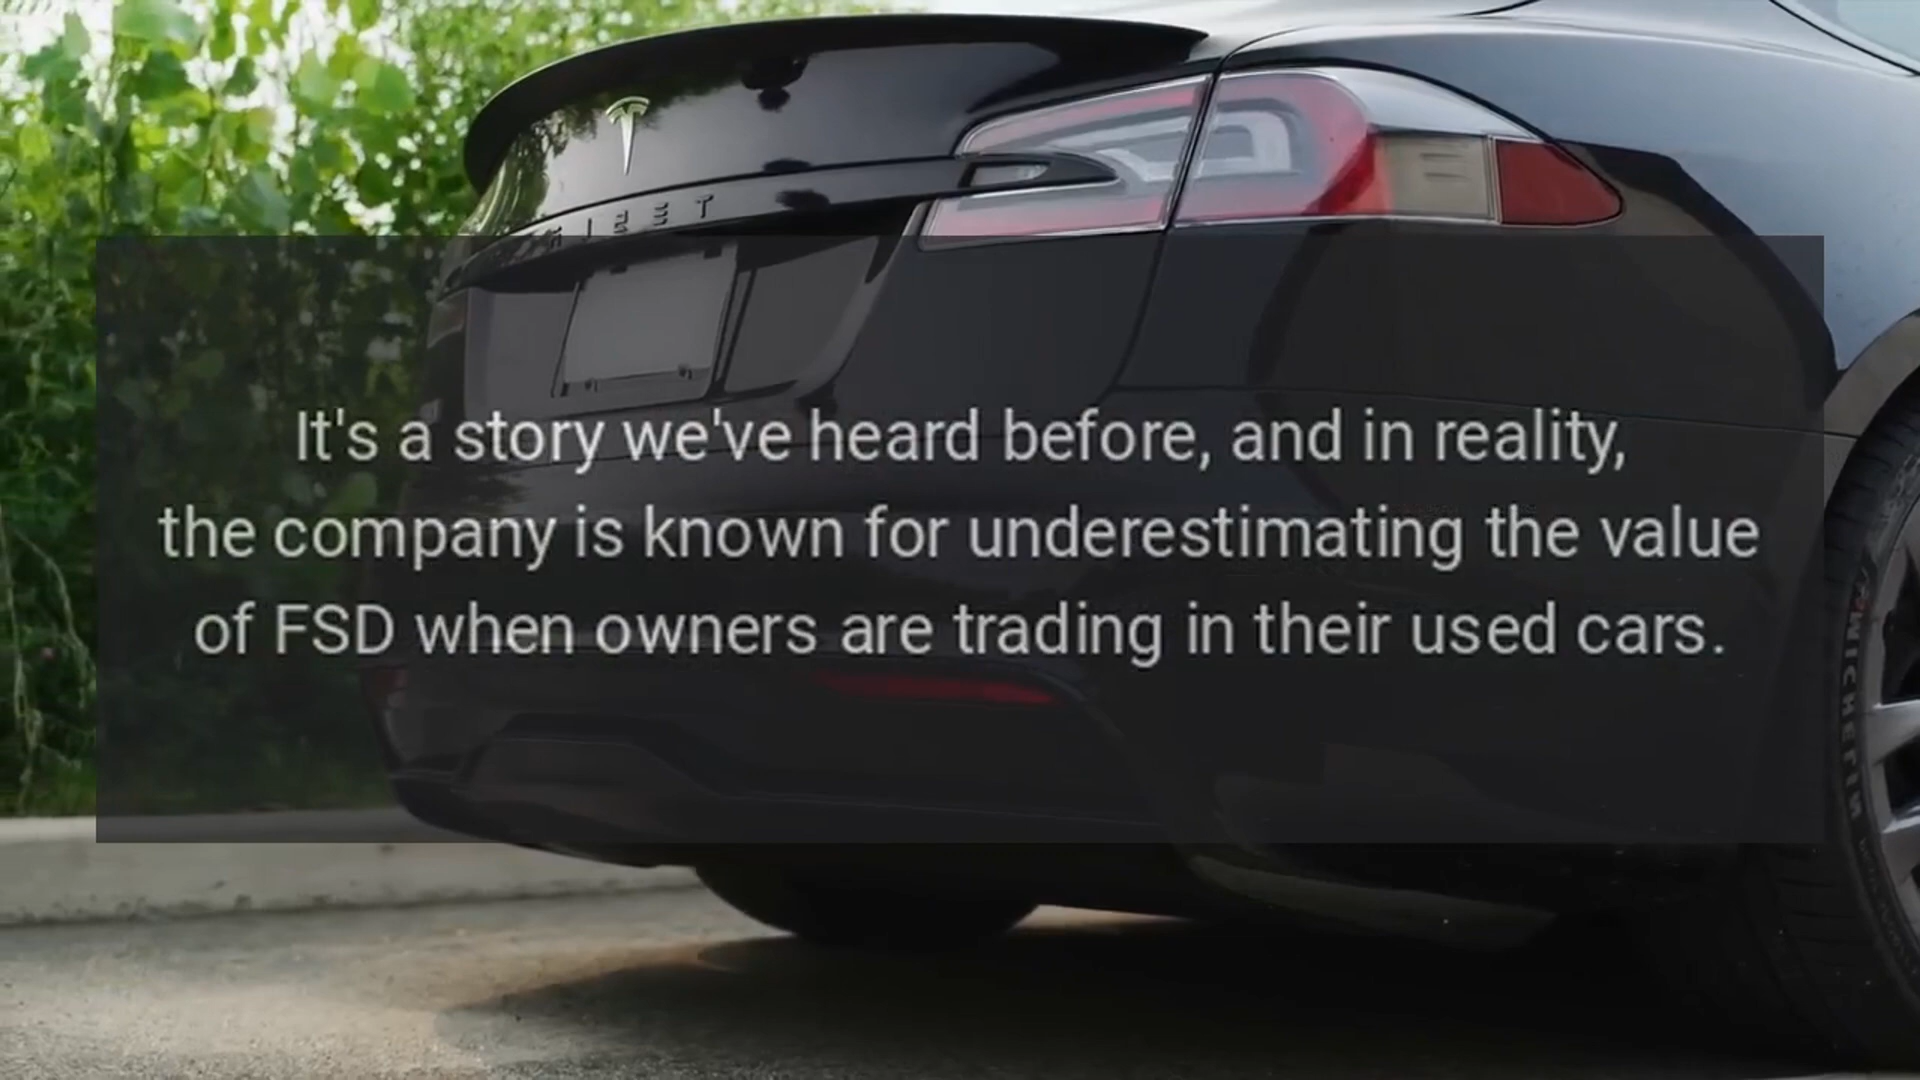 It's a story we've heard before, and in reality,
the company is known for underestimating the value
of FSD when owners are trading in their used cars.
MICHELIN